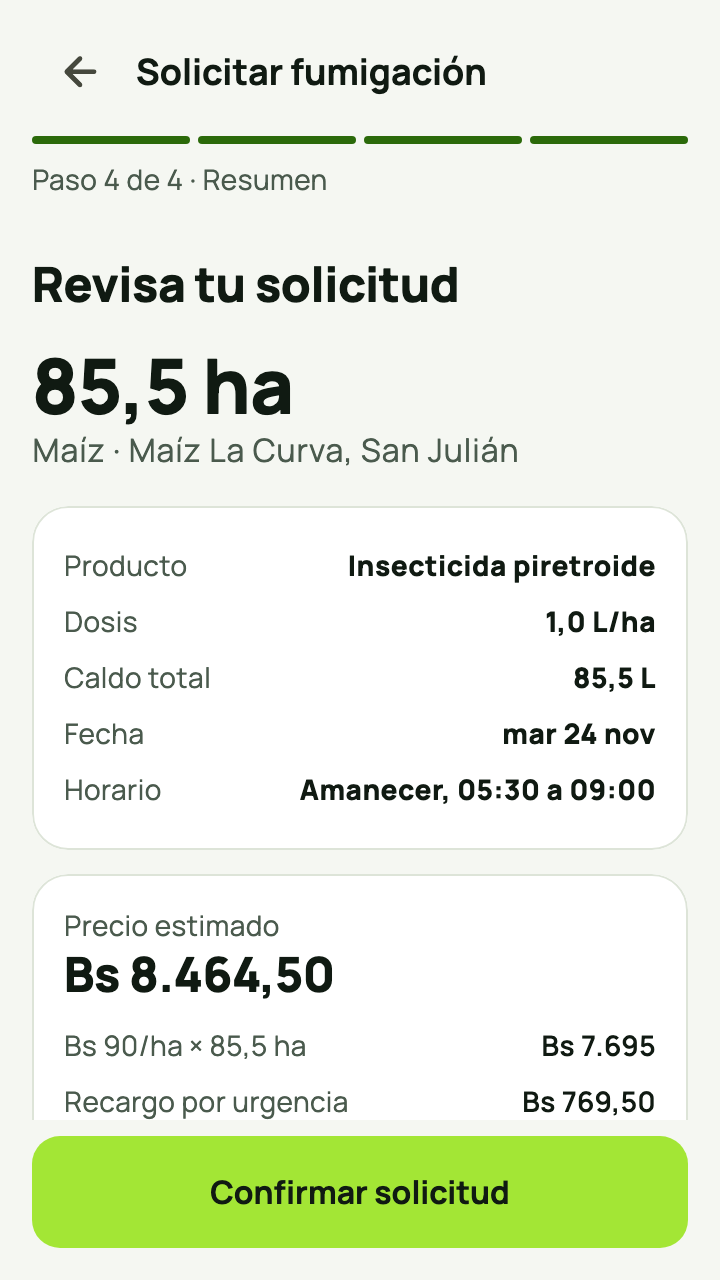 Solicitar fumigación
Paso 4 de 4 · Resumen
Revisa tu solicitud
85,5 ha
Maíz · Maíz La Curva, San Julián
Producto Insecticida piretroide
Dosis 1,0 L/ha
Caldo total 85,5 L
Fecha mar 24 nov
Horario Amanecer, 05:30 a 09:00
Precio estimado
Bs 8.464,50
Bs 90/ha × 85,5 ha Bs 7.695
Recargo por urgencia Bs 769,50
Confirmar solicitud